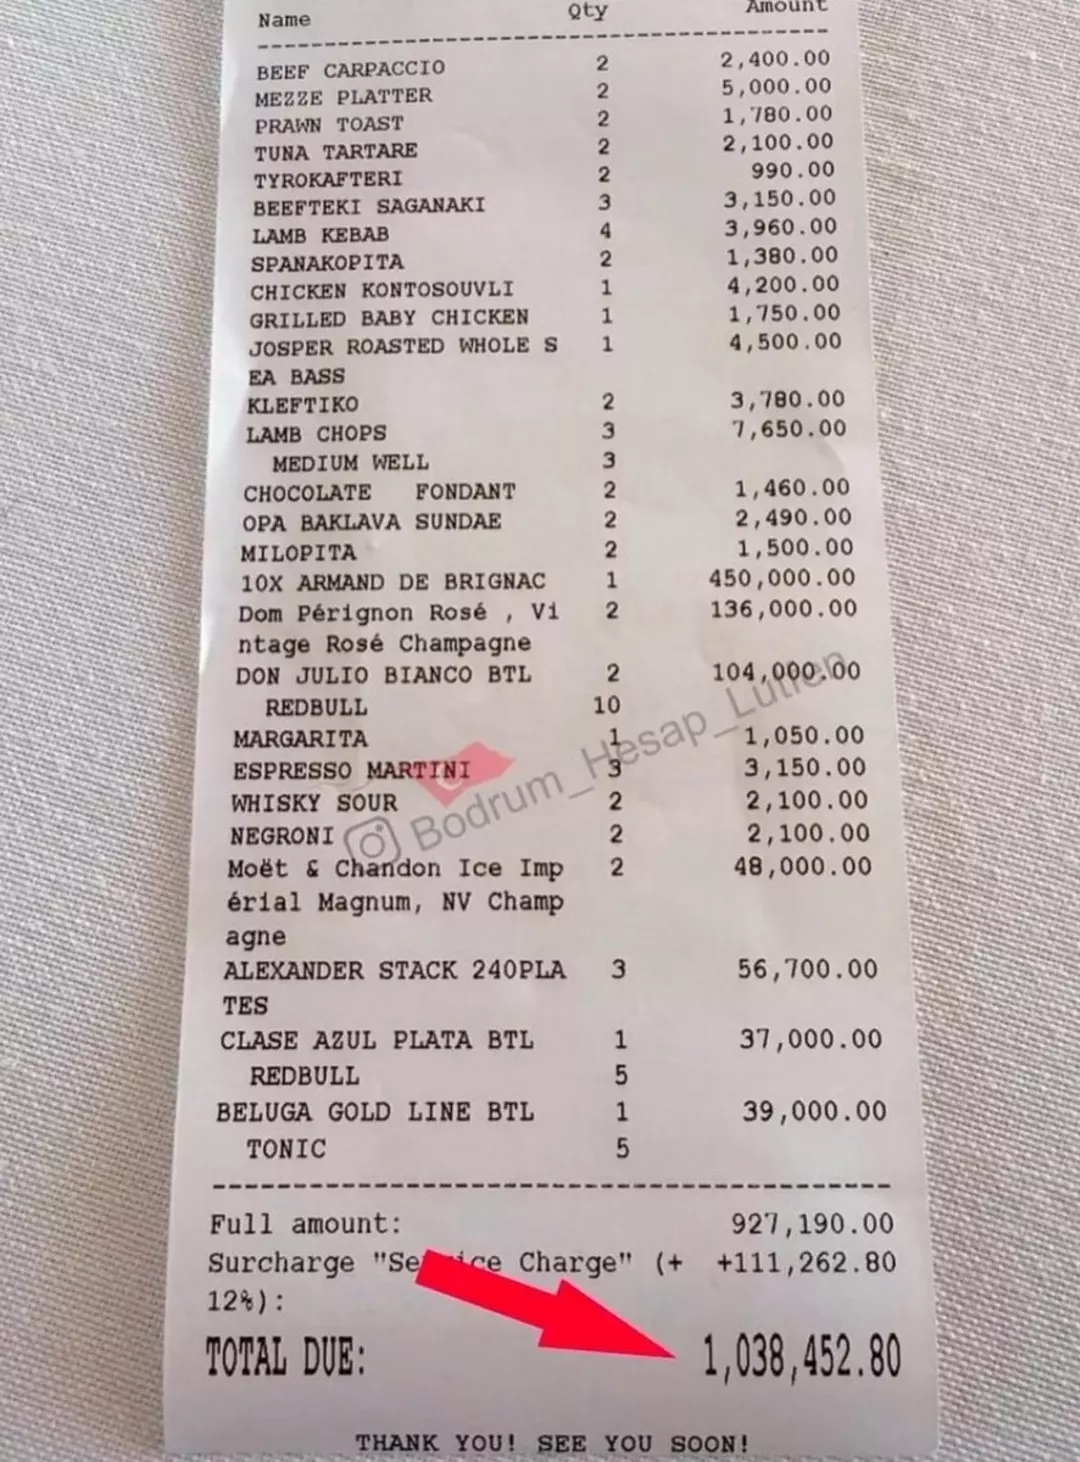 Name Qty Amount
BEEF CARPACCIO 2 2,400.00
MEZZE PLATTER 2 5,000.00
PRAWN TOAST 2 1,780.00
TUNA TARTARE 2 2,100.00
TYROKAFTERI 2 990.00
BEEFTEKI SAGANAKI 3 3,150.00
LAMB KEBAB 4 3,960.00
SPANAKOPITA 2 1,380.00
CHICKEN KONTOSOUVLI 1 4,200.00
GRILLED BABY CHICKEN 1 1,750.00
JOSPER ROASTED WHOLE S 1 4,500.00
EA BASS
KLEFTIKO 2 3,780.00
LAMB CHOPS 3 7,650.00
MEDIUM WELL 3
CHOCOLATE FONDANT 2 1,460.00
OPA BAKLAVA SUNDAE 2 2,490.00
MILOPITA 2 1,500.00
10X ARMAND DE BRIGNAC 1 450,000.00
Dom Pérignon Rosé , Vi 2 136,000.00
ntage Rosé Champagne
DON JULIO BIANCO BTL 2 104,000.00
REDBULL 10
MARGARITA 1 1,050.00
ESPRESSO MARTINI 3 3,150.00
WHISKY SOUR 2 2,100.00
NEGRONI 2 2,100.00
Moët & Chandon Ice Imp 2 48,000.00
érial Magnum, NV Champ
agne
ALEXANDER STACK 240PLA 3 56,700.00
TES
CLASE AZUL PLATA BTL 1 37,000.00
REDBULL 5
BELUGA GOLD LINE BTL 1 39,000.00
TONIC 5
Full amount: 927,190.00
Surcharge "Service Charge" (+ +111,262.80
12%):
TOTAL DUE: 1,038,452.80
THANK YOU! SEE YOU SOON!
Bodrum_Hesap_Lutfen